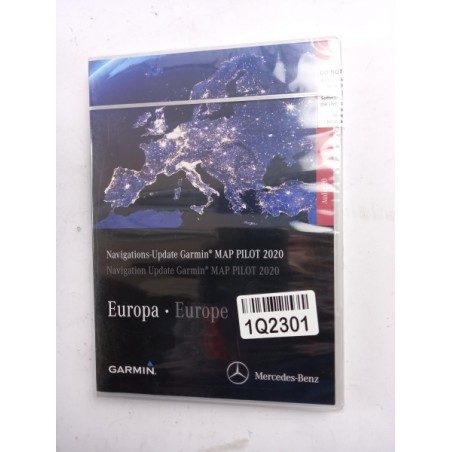 Navigations-Update Garmin® MAP PILOT 2020
Navigation Update Garmin® MAP PILOT 2020
Europa · Europe
1Q2301
GARMIN
Mercedes-Benz